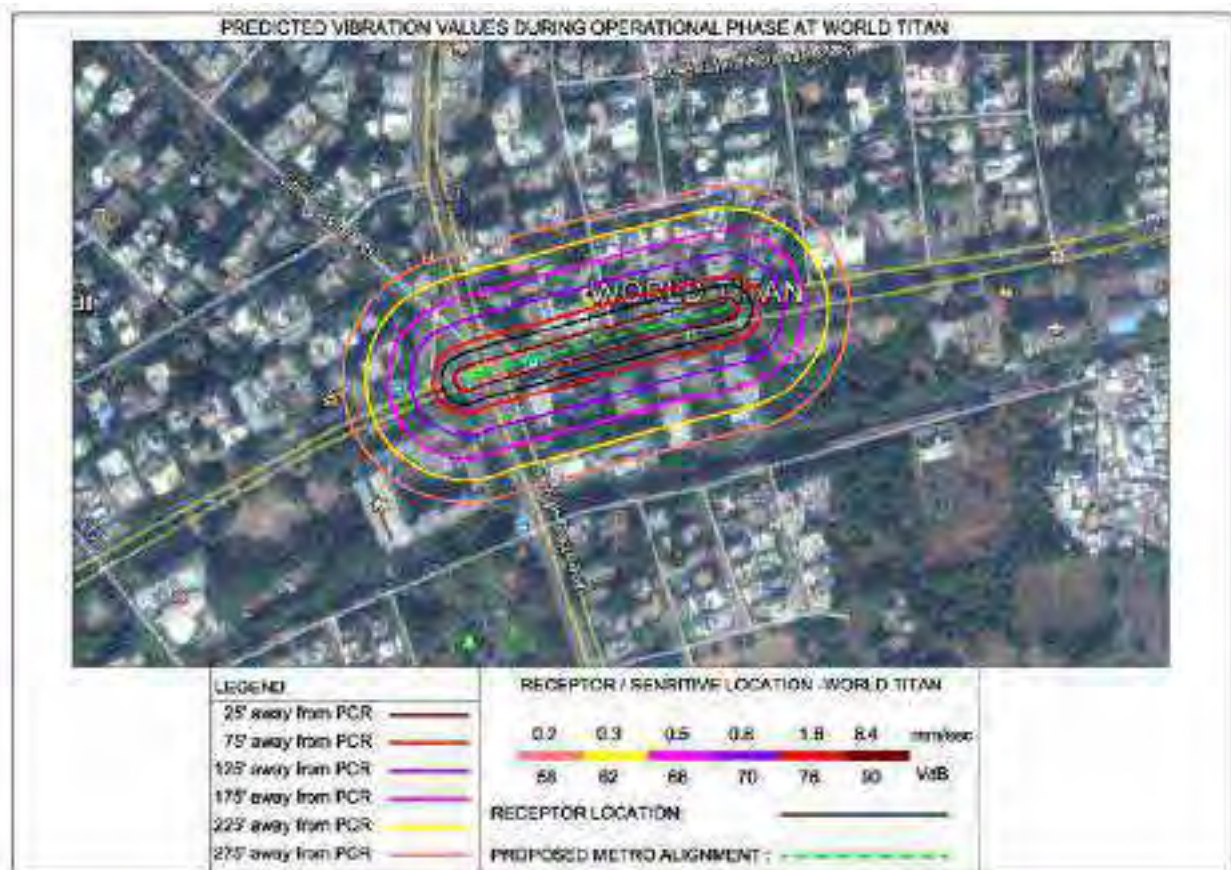 PREDICTED VIBRATION VALUES DURING OPERATIONAL PHASE AT WORLD TITAN
WORLD TITAN
LEGEND
25' away from PCR
75' away from PCR
125' away from PCR
175' away from PCR
225' away from PCR
275' away from PCR
RECEPTOR / SENSITIVE LOCATION -WORLD TITAN
0.2 0.3 0.5 0.8 1.6 8.4 mm/sec
58 62 66 70 76 90 VdB
RECEPTOR LOCATION
PROPOSED METRO ALIGNMENT :